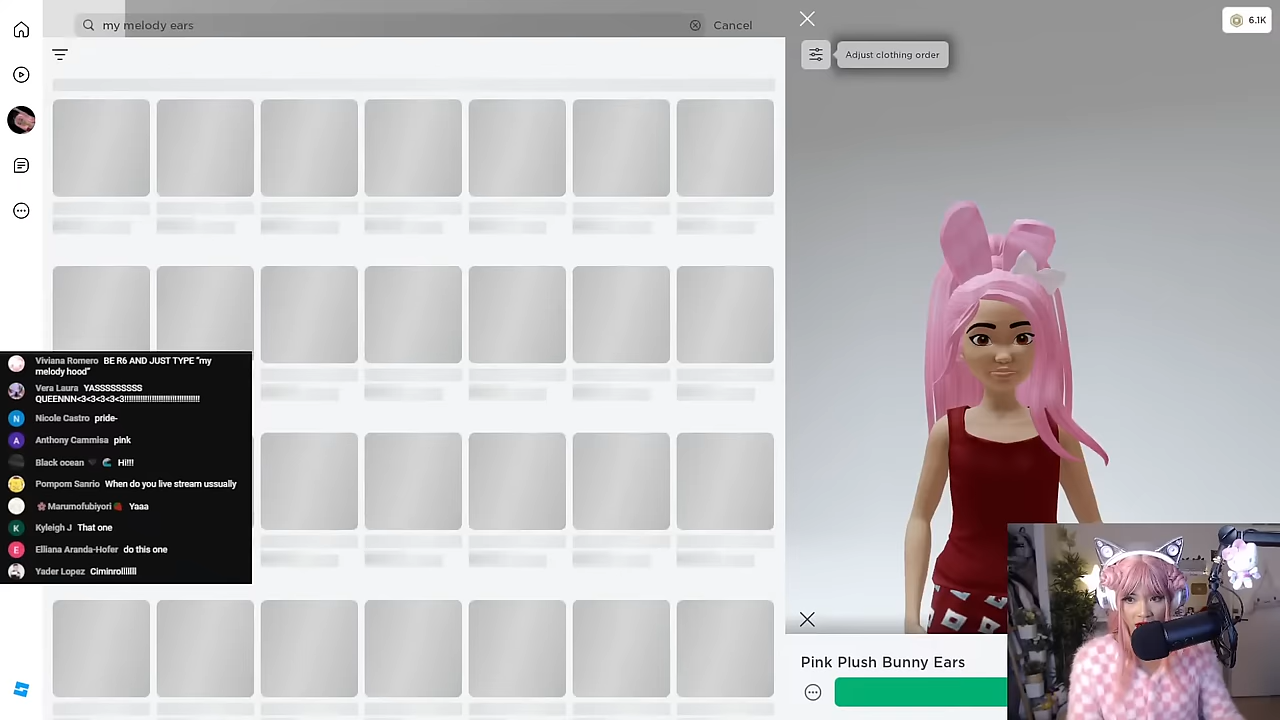 my melody ears
Cancel
6.1K
Adjust clothing order
Viviana Romero BE R6 AND JUST TYPE "my
melody hood"
Vera Laura YASSSSSSSSS
QUEENNN<3<3<3<3<3!!!!!!!!!!!!!!!!!!!!!!!!!!!!!!!!!!!
Nicole Castro pride-
Anthony Cammisa pink
Black ocean 🖤 🌊 Hi!!!
Pompom Sanrio When do you live stream ussually
🌸Marumofubiyori🍓 Yaaa
Kyleigh J That one
Elliana Aranda-Hofer do this one
Yader Lopez Ciminrolllllll
N
A
K
E
Pink Plush Bunny Ears